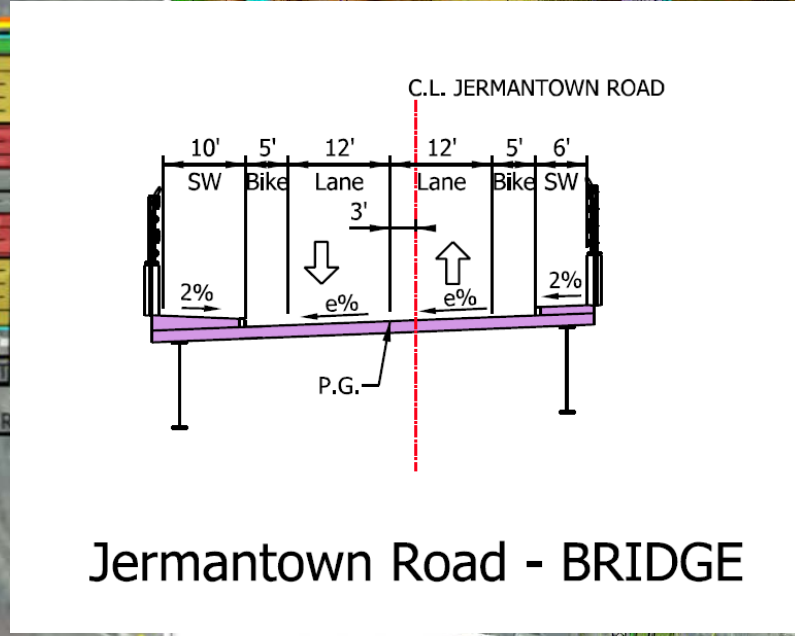 C.L. JERMANTOWN ROAD
10' 5' 12' 12' 5' 6'
SW Bike Lane Lane Bike SW
3'
2% 2%
e% e%
P.G.
Jermantown Road - BRIDGE